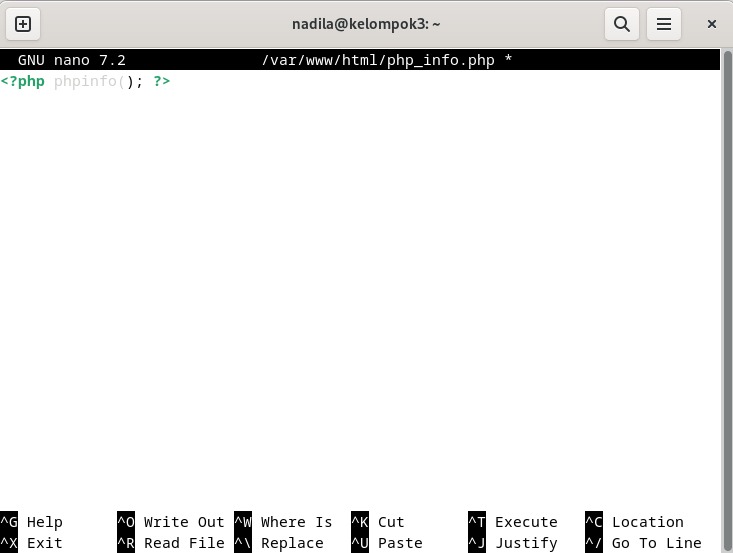 nadila@kelompok3: ~
GNU nano 7.2 /var/www/html/php_info.php *
<?php phpinfo(); ?>
^G Help ^O Write Out ^W Where Is ^K Cut ^T Execute ^C Location
^X Exit ^R Read File ^\ Replace ^U Paste ^J Justify ^/ Go To Line